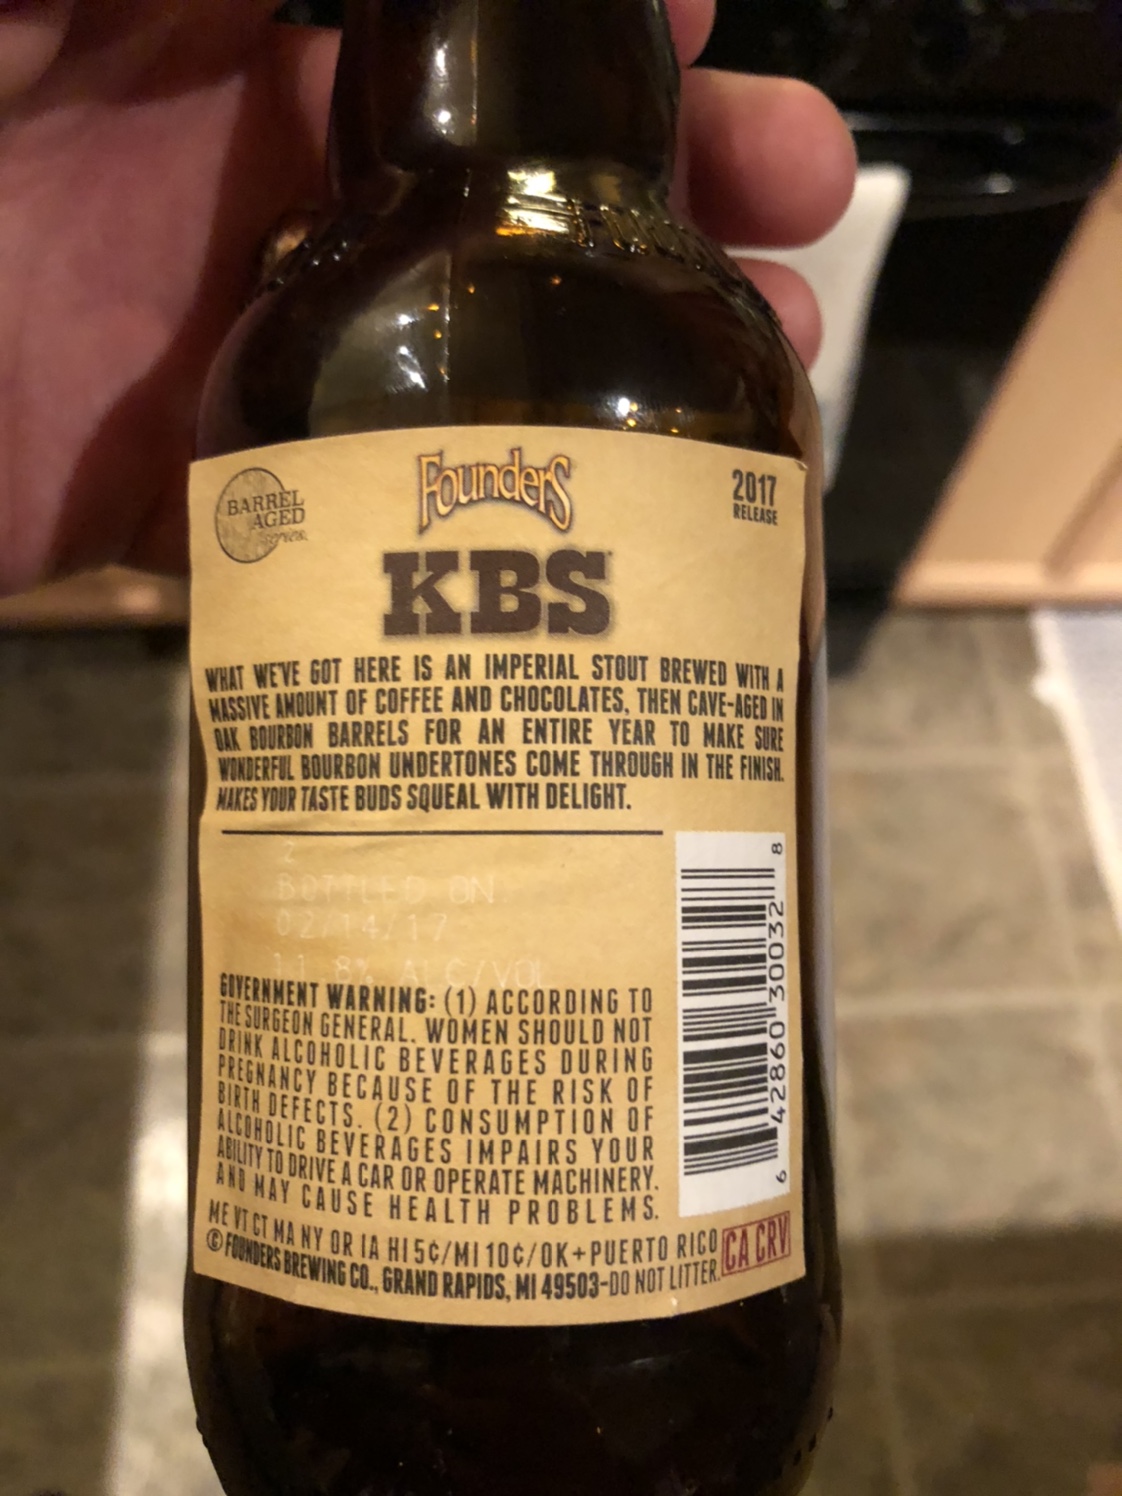 BARREL
AGED
series.
Founders
2017
RELEASE
KBS
WHAT WE'VE GOT HERE IS AN IMPERIAL STOUT BREWED WITH A
MASSIVE AMOUNT OF COFFEE AND CHOCOLATES, THEN CAVE-AGED IN
OAK BOURBON BARRELS FOR AN ENTIRE YEAR TO MAKE SURE
WONDERFUL BOURBON UNDERTONES COME THROUGH IN THE FINISH.
MAKES YOUR TASTE BUDS SQUEAL WITH DELIGHT.
2
BOTTLED ON
02/14/17
11.8% ALC/VOL
GOVERNMENT WARNING: (1) ACCORDING TO
THE SURGEON GENERAL. WOMEN SHOULD NOT
DRINK ALCOHOLIC BEVERAGES DURING
PREGNANCY BECAUSE OF THE RISK OF
BIRTH DEFECTS. (2) CONSUMPTION OF
ALCOHOLIC BEVERAGES IMPAIRS YOUR
ABILITY TO DRIVE A CAR OR OPERATE MACHINERY.
AND MAY CAUSE HEALTH PROBLEMS.
ME VT CT MA NY OR IA HI 5¢/MI 10¢/OK+PUERTO RICO
CA CRV
© FOUNDERS BREWING CO., GRAND RAPIDS, MI 49503-DO NOT LITTER.
6 42860 30032 8